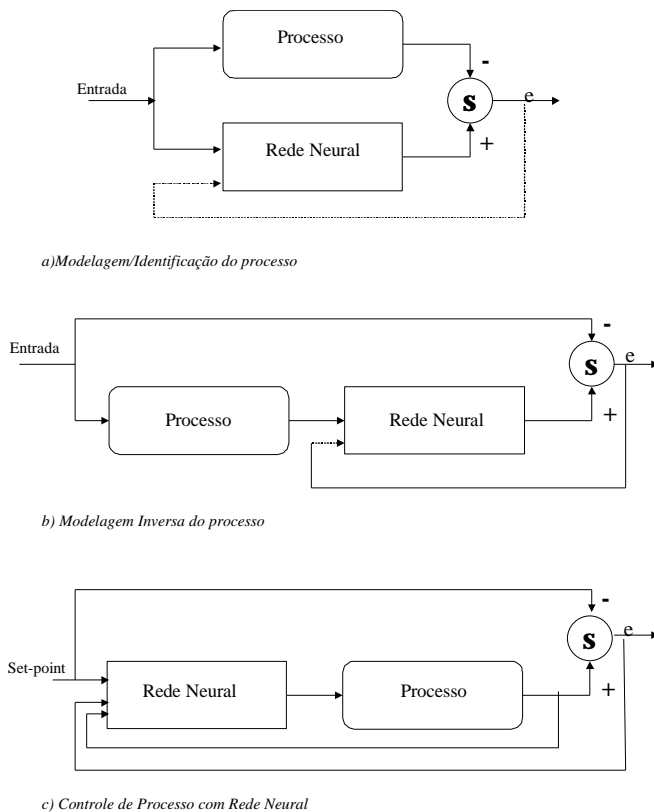 Processo
-
Entrada
S
e
Rede Neural
+
a)Modelagem/Identificação do processo
-
Entrada
S
e
Processo
Rede Neural
+
b) Modelagem Inversa do processo
-
S
e
Set-point
Rede Neural
Processo
+
c) Controle de Processo com Rede Neural